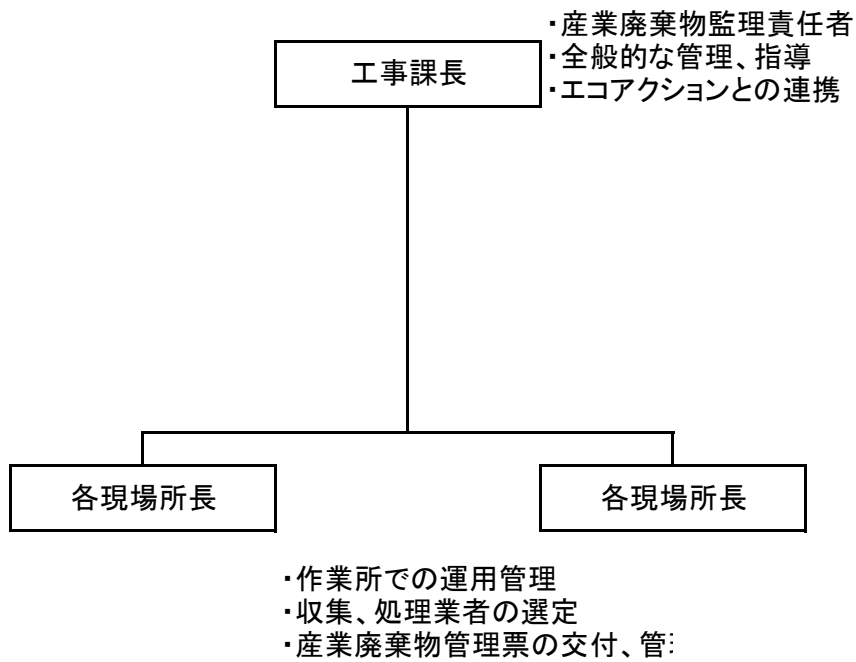 ・産業廃棄物監理責任者
工事課長
・全般的な管理、指導
・エコアクションとの連携
各現場所長
各現場所長
・作業所での運用管理
・収集、処理業者の選定
・産業廃棄物管理票の交付、管